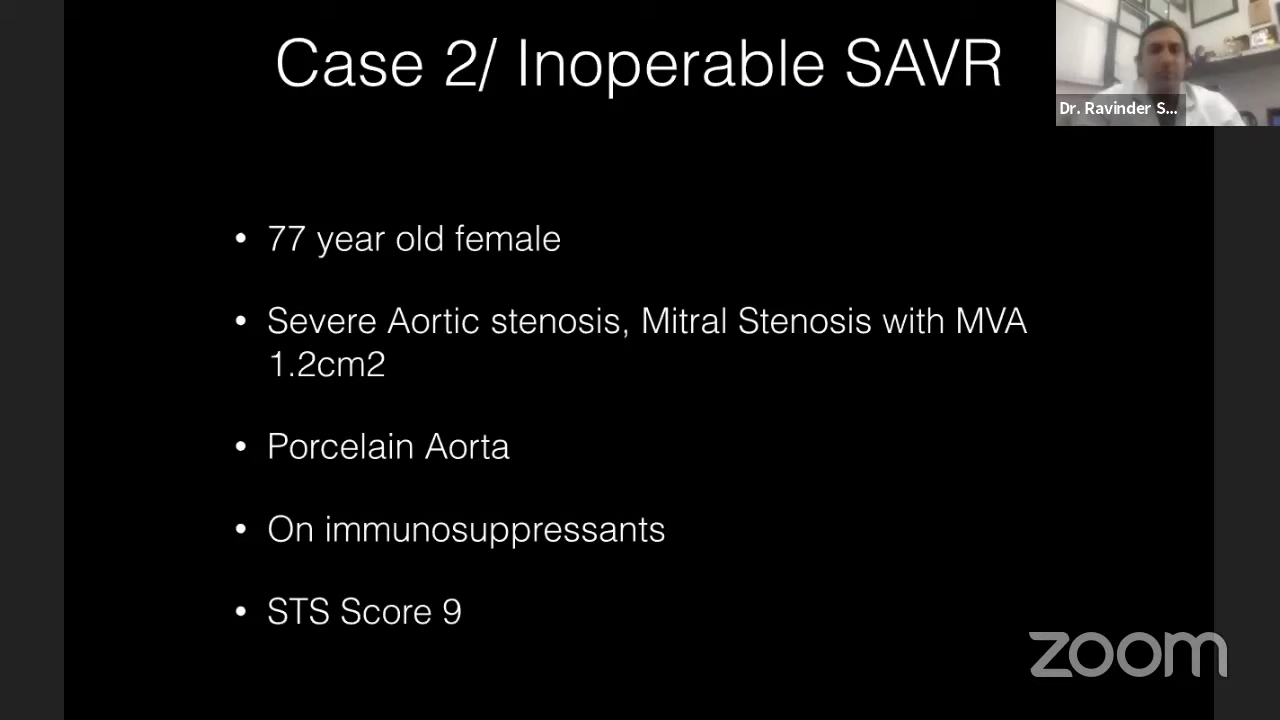 Case 2/ Inoperable SAVR
Dr. Ravinder S...
• 77 year old female
• Severe Aortic stenosis, Mitral Stenosis with MVA
1.2cm2
• Porcelain Aorta
• On immunosuppressants
• STS Score 9
zoom